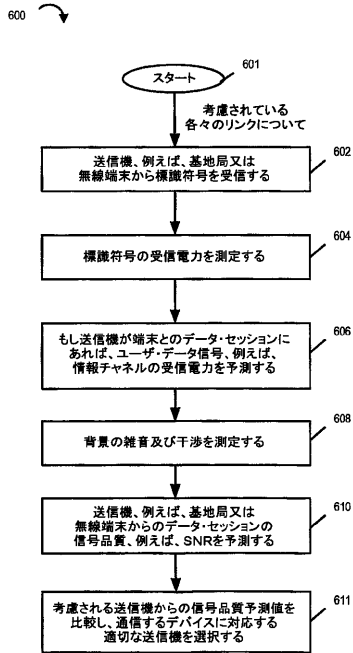 600
スタート
601
考慮されている
各々のリンクについて
送信機、例えば、基地局又は
無線端末から標識符号を受信する
602
標識符号の受信電力を測定する
604
もし送信機が端末とのデータ・セッションに
あれば、ユーザ・データ信号、例えば、
情報チャネルの受信電力を予測する
606
背景の雑音及び干渉を測定する
608
送信機、例えば、基地局又は
無線端末からのデータ・セッションの
信号品質、例えば、SNRを予測する
610
考慮される送信機からの信号品質予測値を
比較し、通信するデバイスに対応する
適切な送信機を選択する
611